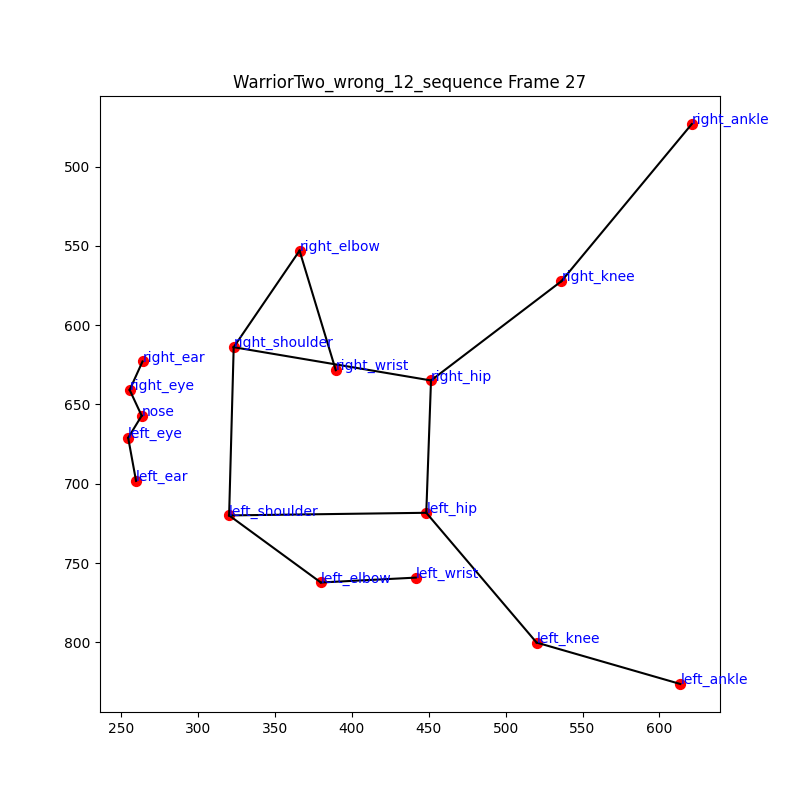 WarriorTwo_wrong_12_sequence Frame 27
right_ankle
500
right_elbow
550
right_knee
600
right_shoulder
right_ear
right_wrist
right_hip
right_eye
650
nose
left_eye
left_ear
700
left_shoulder
left_hip
750
left_elbow
left_wrist
left_knee
800
left_ankle
250 300 350 400 450 500 550 600